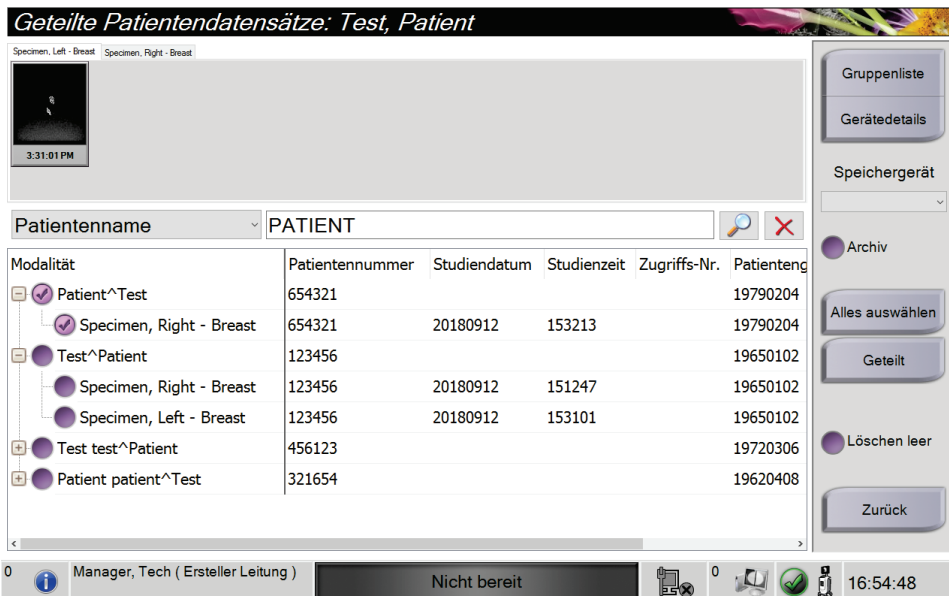 Geteilte Patientendatensätze: Test, Patient
Specimen, Left - Breast Specimen, Right - Breast
3:31:01 PM
Gruppenliste
Gerätedetails
Speichergerät
Archiv
Alles auswählen
Geteilt
Löschen leer
Zurück
Patientenname PATIENT
Modalität Patientennummer Studiendatum Studienzeit Zugriffs-Nr. Patienteng
Patient^Test 654321 19790204
Specimen, Right - Breast 654321 20180912 153213 19790204
Test^Patient 123456 19650102
Specimen, Right - Breast 123456 20180912 151247 19650102
Specimen, Left - Breast 123456 20180912 153101 19650102
Test test^Patient 456123 19720306
Patient patient^Test 321654 19620408
0 Manager, Tech ( Ersteller Leitung ) Nicht bereit 0 16:54:48